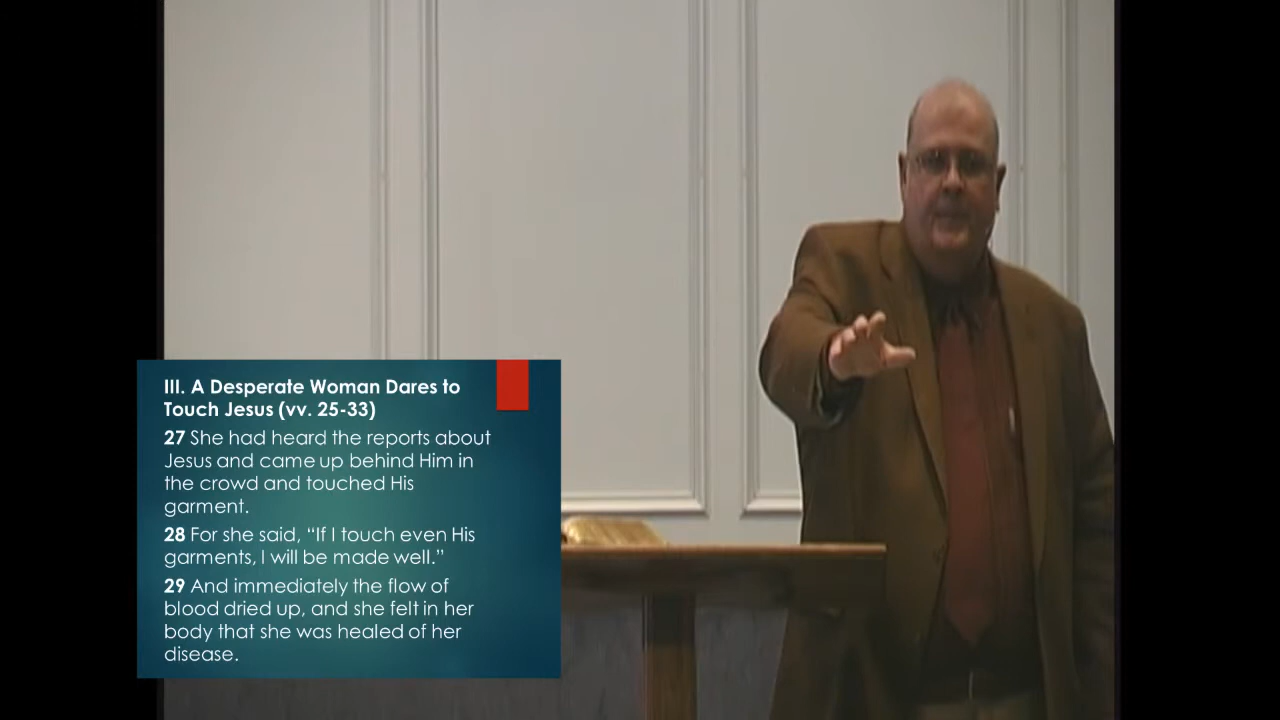 III. A Desperate Woman Dares to
Touch Jesus (vv. 25-33)
27 She had heard the reports about
Jesus and came up behind Him in
the crowd and touched His
garment.
28 For she said, “If I touch even His
garments, I will be made well.”
29 And immediately the flow of
blood dried up, and she felt in her
body that she was healed of her
disease.